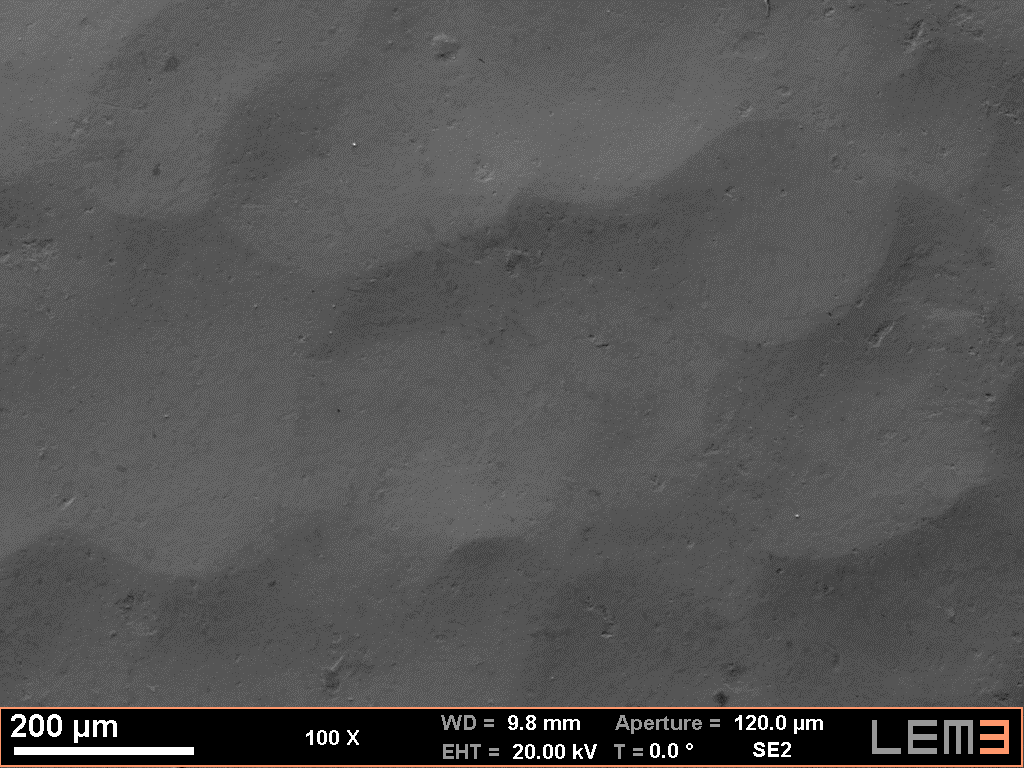 200 µm
100 X
WD = 9.8 mm
Aperture = 120.0 µm
EHT = 20.00 kV
T = 0.0 °
SE2
LEM3